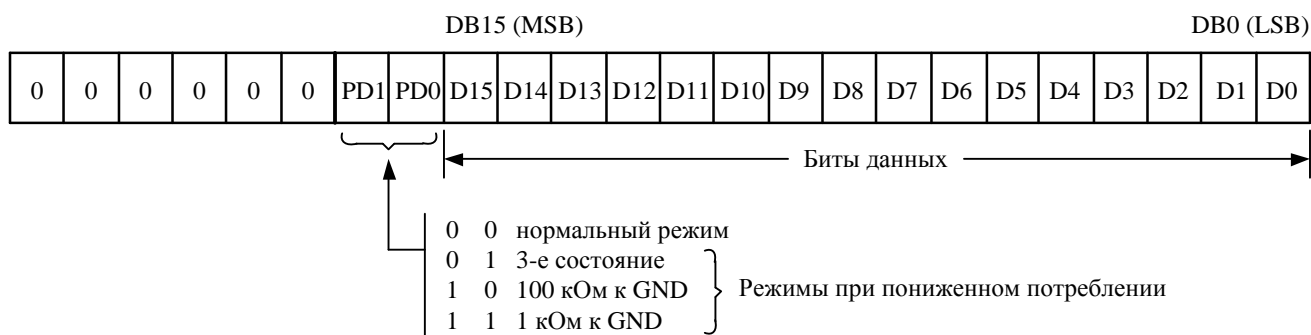 DB15 (MSB) DB0 (LSB)
0 0 0 0 0 0 PD1 PD0 D15 D14 D13 D12 D11 D10 D9 D8 D7 D6 D5 D4 D3 D2 D1 D0
Биты данных
0 0 нормальный режим
0 1 3-е состояние
1 0 100 кОм к GND
1 1 1 кОм к GND
Режимы при пониженном потреблении